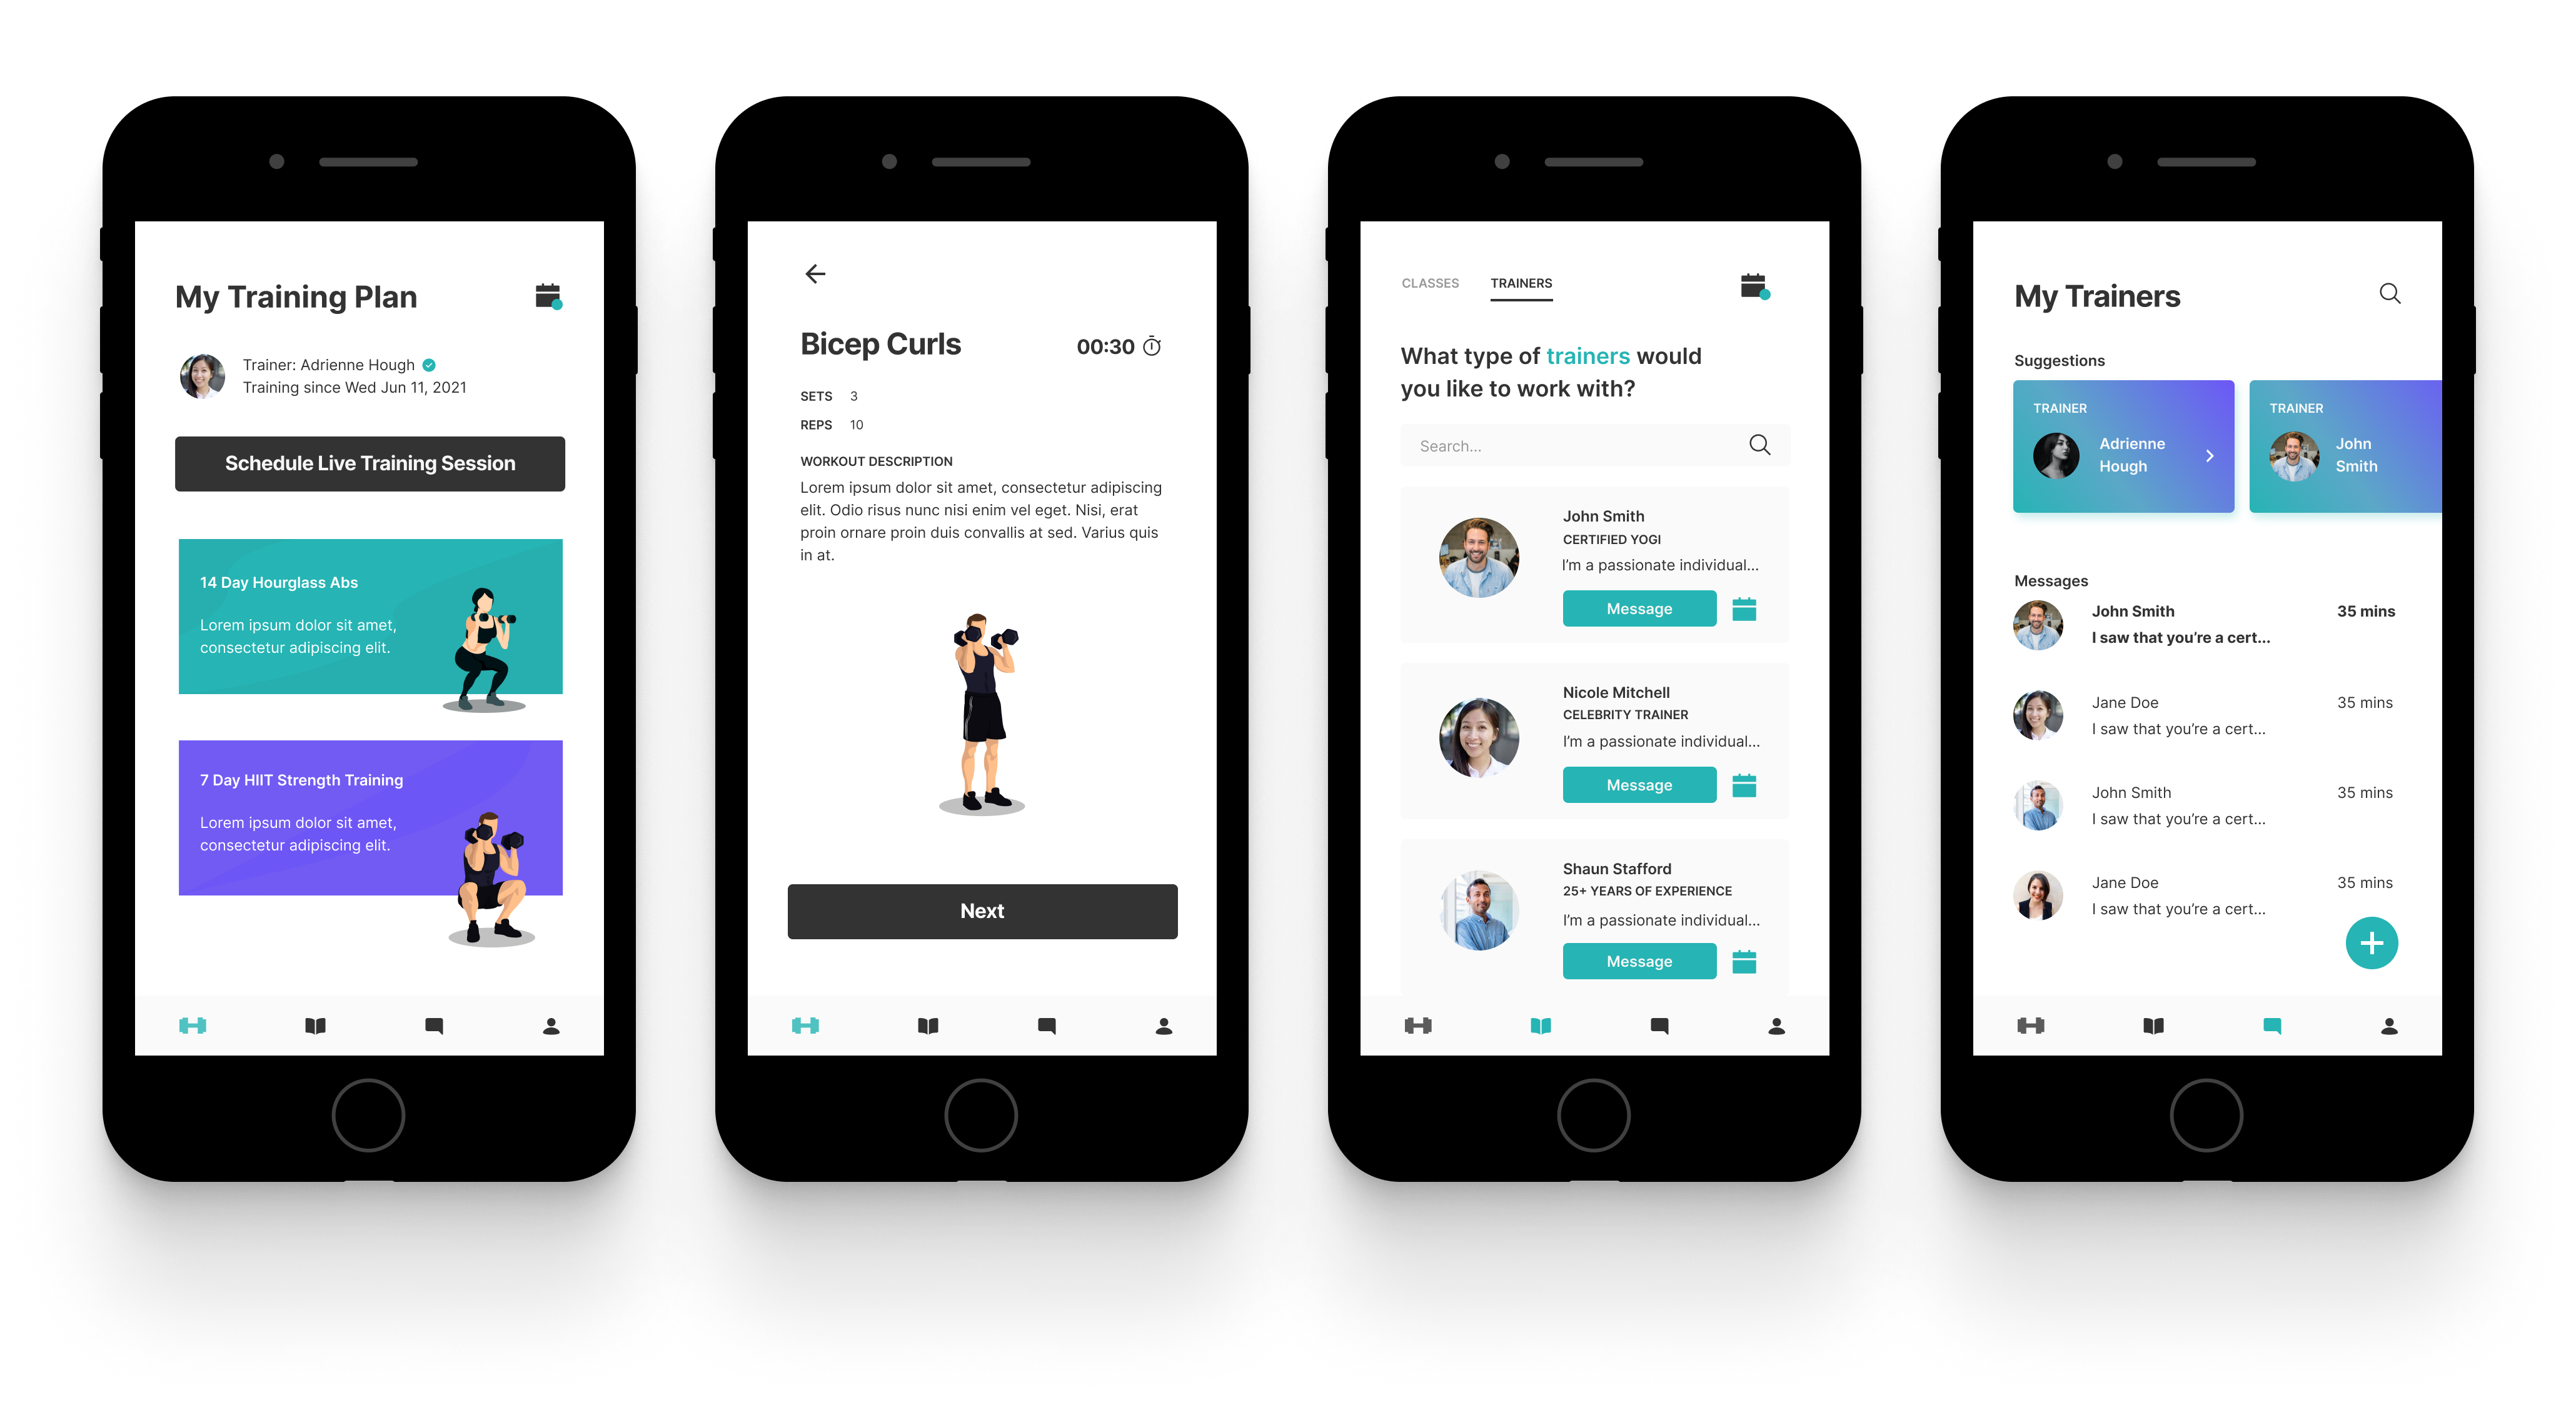 My Training Plan
Trainer: Adrienne Hough
Training since Wed Jun 11, 2021
Schedule Live Training Session
14 Day Hourglass Abs
Lorem ipsum dolor sit amet,
consectetur adipiscing elit.
7 Day HIIT Strength Training
Lorem ipsum dolor sit amet,
consectetur adipiscing elit.
Bicep Curls
00:30
SETS 3
REPS 10
WORKOUT DESCRIPTION
Lorem ipsum dolor sit amet, consectetur adipiscing
elit. Odio risus nunc nisi enim vel eget. Nisi, erat
proin ornare proin duis convallis at sed. Varius quis
in at.
Next
CLASSES TRAINERS
What type of trainers would
you like to work with?
Search...
John Smith
CERTIFIED YOGI
I'm a passionate individual...
Message
Nicole Mitchell
CELEBRITY TRAINER
I'm a passionate individual...
Message
Shaun Stafford
25+ YEARS OF EXPERIENCE
I'm a passionate individual...
Message
My Trainers
Suggestions
TRAINER
Adrienne
Hough
TRAINER
John
Smith
Messages
John Smith 35 mins
I saw that you're a cert...
Jane Doe 35 mins
I saw that you're a cert...
John Smith 35 mins
I saw that you're a cert...
Jane Doe 35 mins
I saw that you're a cert...